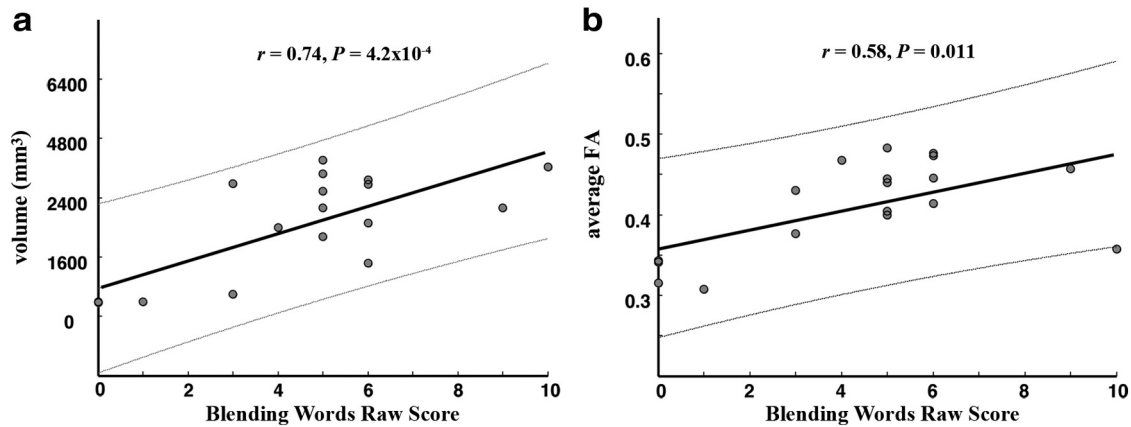 a
r = 0.74, P = 4.2x10⁻⁴
volume (mm³)
6400
4800
2400
1600
0
0 2 4 6 8 10
Blending Words Raw Score
b
r = 0.58, P = 0.011
average FA
0.6
0.5
0.4
0.3
0 2 4 6 8 10
Blending Words Raw Score